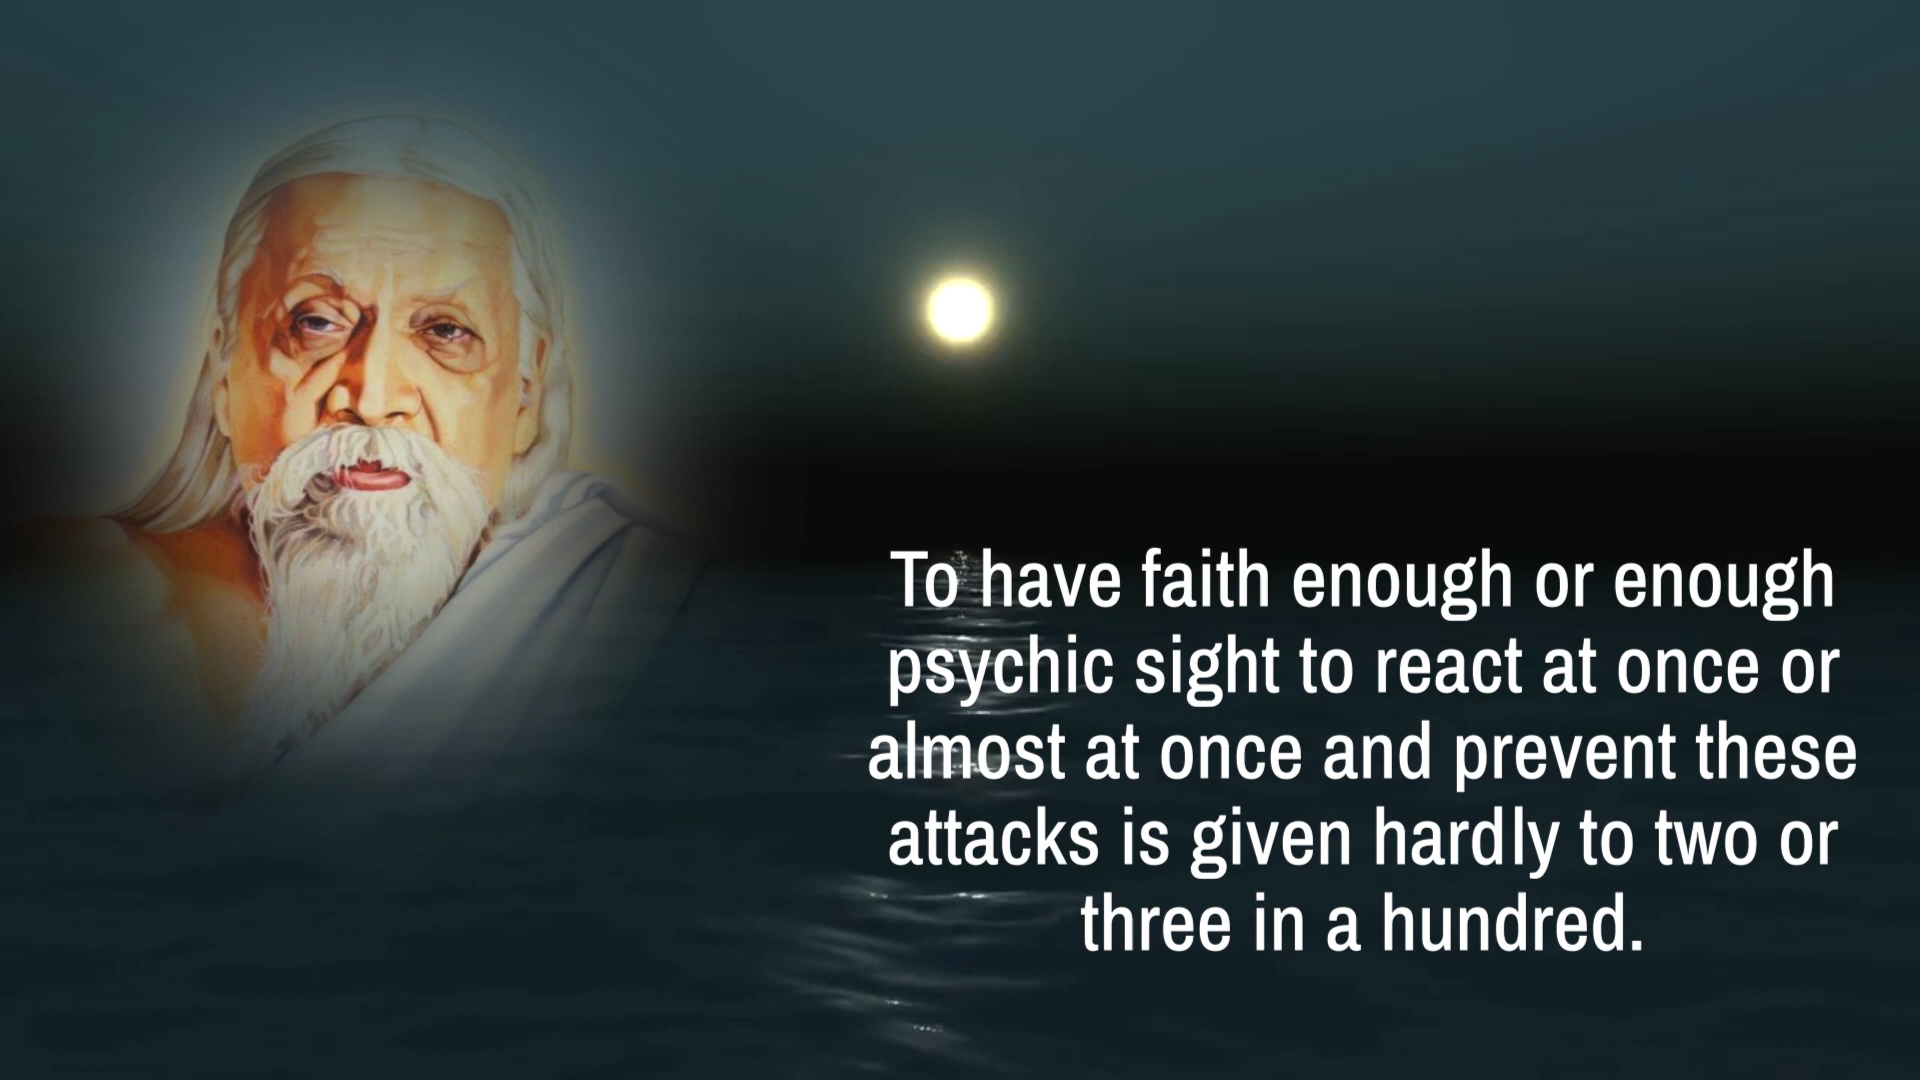 To have faith enough or enough
psychic sight to react at once or
almost at once and prevent these
attacks is given hardly to two or
three in a hundred.